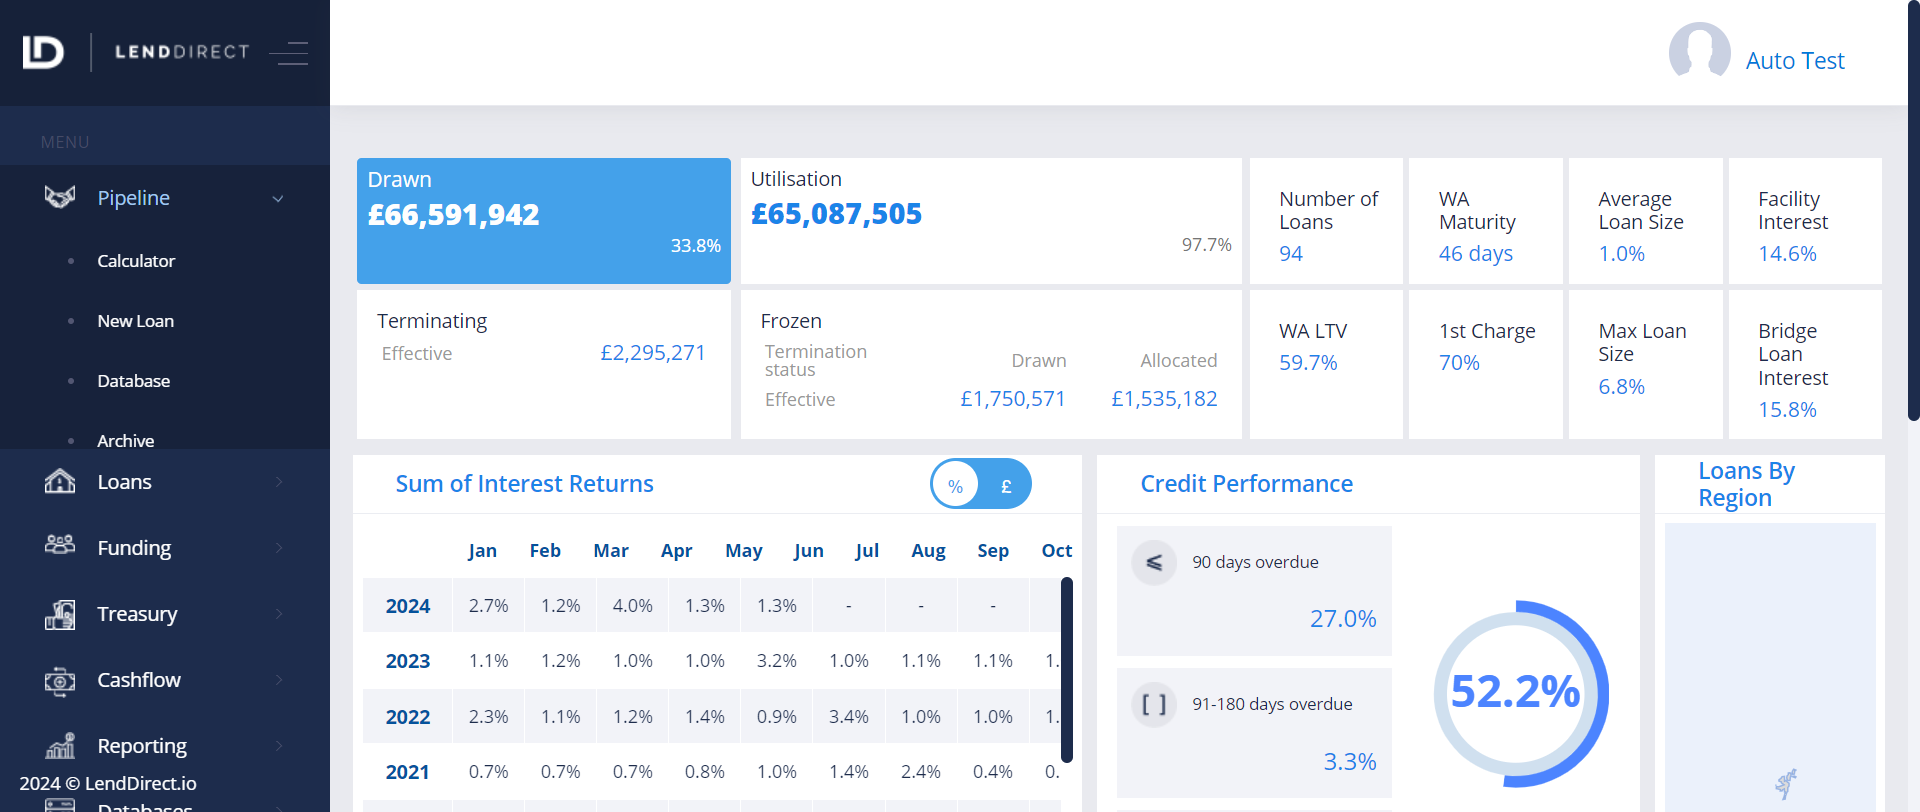 LENDDIRECT
Auto Test
MENU
Pipeline
Calculator
New Loan
Database
Archive
Loans
Funding
Treasury
Cashflow
Reporting
2024 © LendDirect.io
Databases
Drawn
£66,591,942
33.8%
Utilisation
£65,087,505
97.7%
Number of
Loans
94
WA
Maturity
46 days
Average
Loan Size
1.0%
Facility
Interest
14.6%
Terminating
Effective £2,295,271
Frozen
Termination
status Drawn Allocated
Effective £1,750,571 £1,535,182
WA LTV
59.7%
1st Charge
70%
Max Loan
Size
6.8%
Bridge
Loan
Interest
15.8%
Sum of Interest Returns % £
Jan Feb Mar Apr May Jun Jul Aug Sep Oct
2024 2.7% 1.2% 4.0% 1.3% 1.3% - - -
2023 1.1% 1.2% 1.0% 1.0% 3.2% 1.0% 1.1% 1.1% 1.
2022 2.3% 1.1% 1.2% 1.4% 0.9% 3.4% 1.0% 1.0% 1.
2021 0.7% 0.7% 0.7% 0.8% 1.0% 1.4% 2.4% 0.4% 0.
Credit Performance
⩽ 90 days overdue
27.0%
[ ] 91-180 days overdue
3.3%
52.2%
Loans By
Region